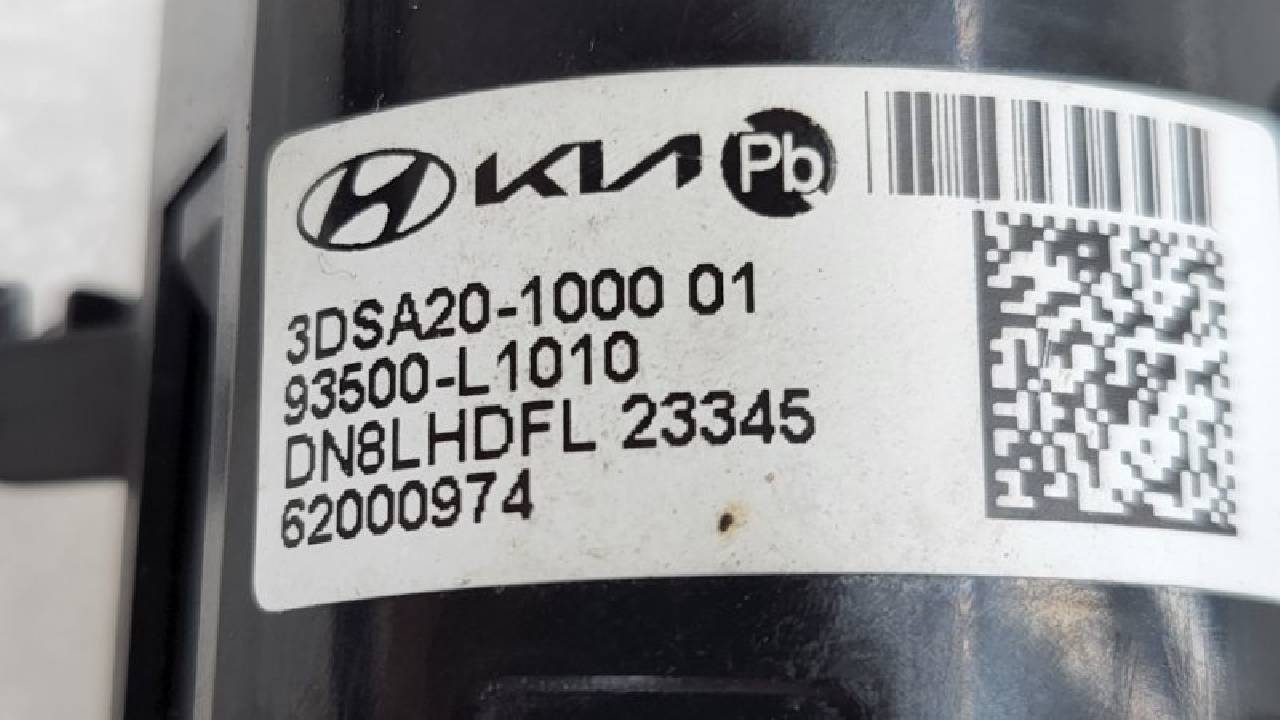 KIA Pb
3DSA20-1000 01
93500-L1010
DN8LHDFL 23345
62000974